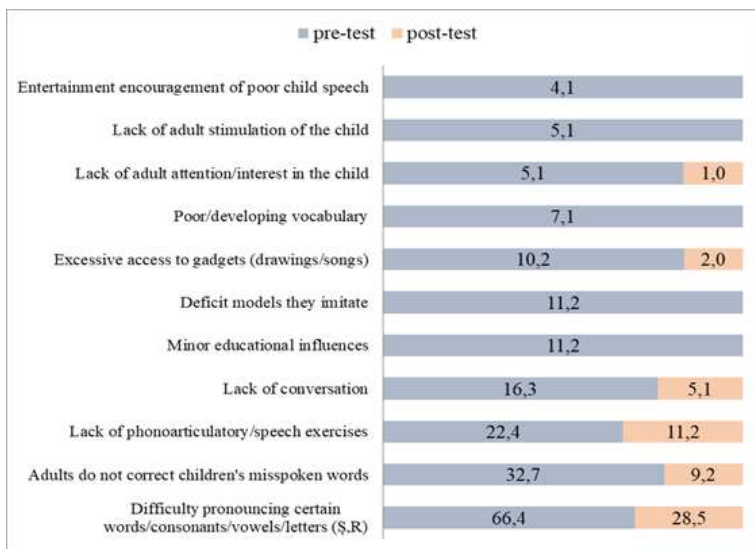 pre-test post-test
Entertainment encouragement of poor child speech 4,1
Lack of adult stimulation of the child 5,1
Lack of adult attention/interest in the child 5,1 1,0
Poor/developing vocabulary 7,1
Excessive access to gadgets (drawings/songs) 10,2 2,0
Deficit models they imitate 11,2
Minor educational influences 11,2
Lack of conversation 16,3 5,1
Lack of phonoarticulatory/speech exercises 22,4 11,2
Adults do not correct children's misspoken words 32,7 9,2
Difficulty pronouncing certain
words/consonants/vowels/letters (Ș,R) 66,4 28,5